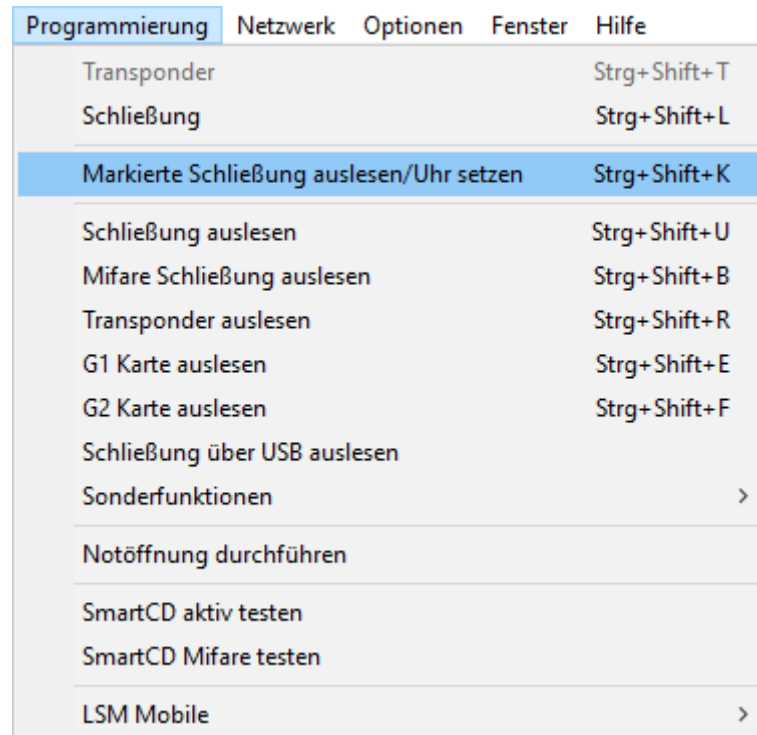 Programmierung Netzwerk Optionen Fenster Hilfe
Transponder Strg+Shift+T
Schließung Strg+Shift+L
Markierte Schließung auslesen/Uhr setzen Strg+Shift+K
Schließung auslesen Strg+Shift+U
Mifare Schließung auslesen Strg+Shift+B
Transponder auslesen Strg+Shift+R
G1 Karte auslesen Strg+Shift+E
G2 Karte auslesen Strg+Shift+F
Schließung über USB auslesen
Sonderfunktionen
Notöffnung durchführen
SmartCD aktiv testen
SmartCD Mifare testen
LSM Mobile